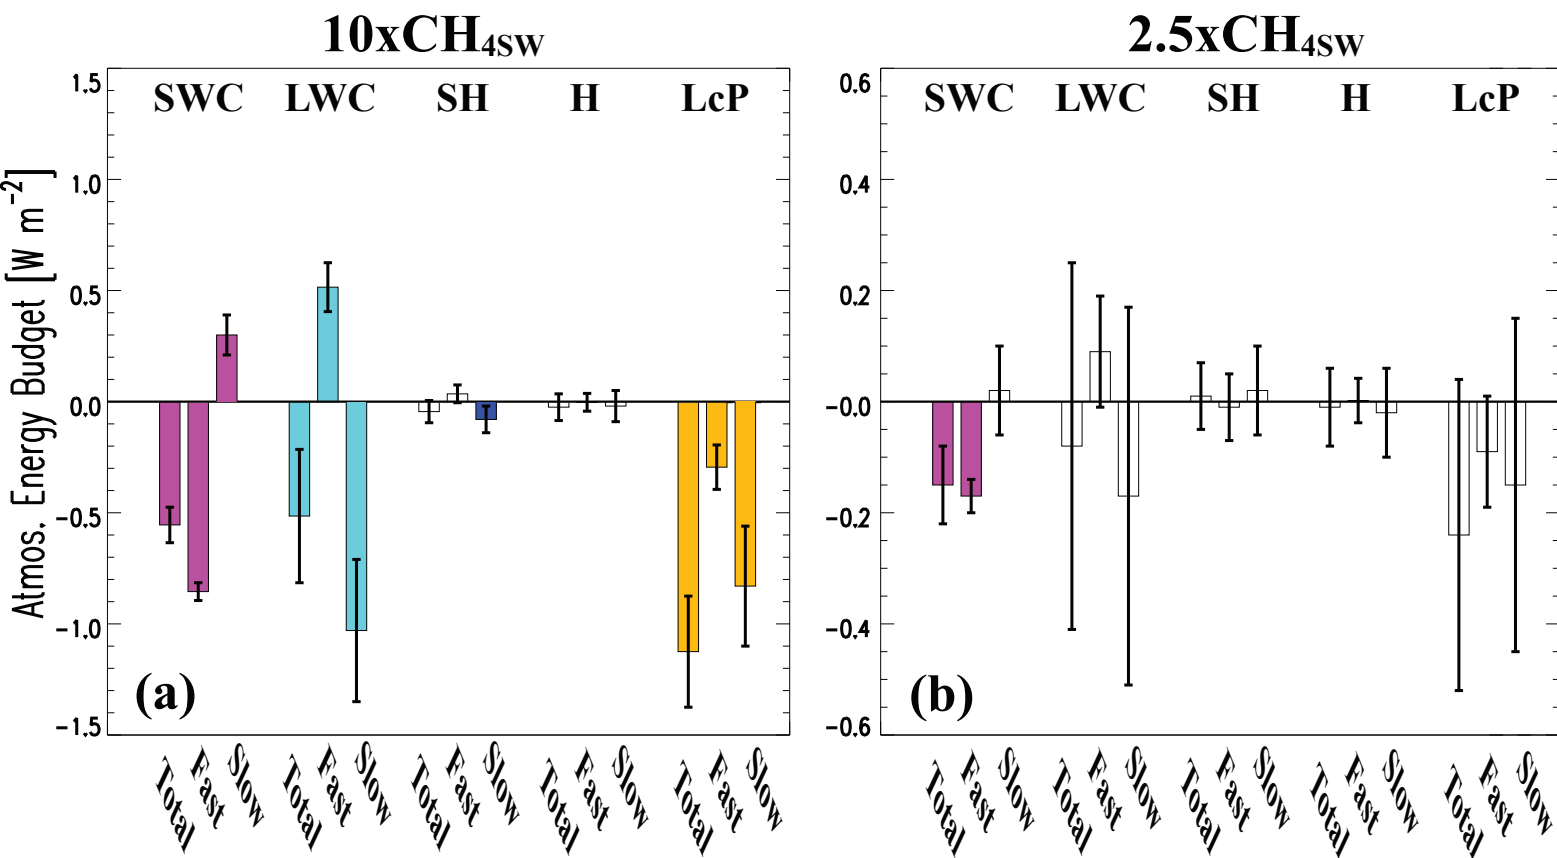 10xCH4SW
2.5xCH4SW
Atmos. Energy Budget [W m−2]
1.5
1.0
0.5
0.0
−0.5
−1.0
−1.5
SWC LWC SH H LcP
(a)
Total Fast Slow Total Fast Slow Total Fast Slow Total Fast Slow Total Fast Slow
0.6
0.4
0.2
−0.0
−0.2
−0.4
−0.6
SWC LWC SH H LcP
(b)
Total Fast Slow Total Fast Slow Total Fast Slow Total Fast Slow Total Fast Slow